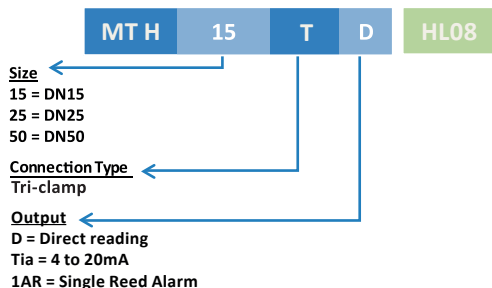 MT H 15 T D HL08
Size
15 = DN15
25 = DN25
50 = DN50
Connection Type
Tri-clamp
Output
D = Direct reading
Tia = 4 to 20mA
1AR = Single Reed Alarm